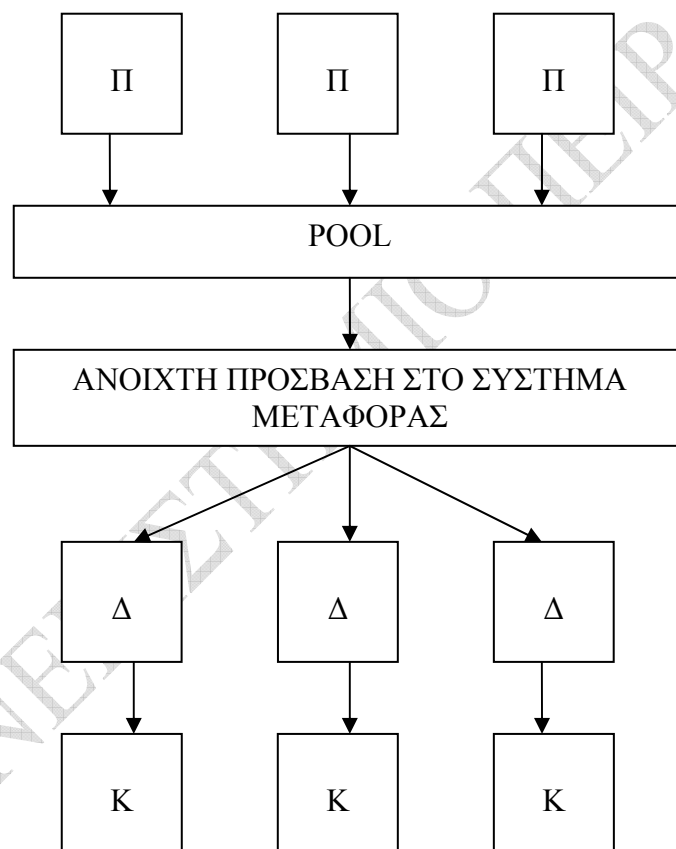 Π Π Π
POOL
ΑΝΟΙΧΤΗ ΠΡΟΣΒΑΣΗ ΣΤΟ ΣΥΣΤΗΜΑ
ΜΕΤΑΦΟΡΑΣ
Δ Δ Δ
Κ Κ Κ